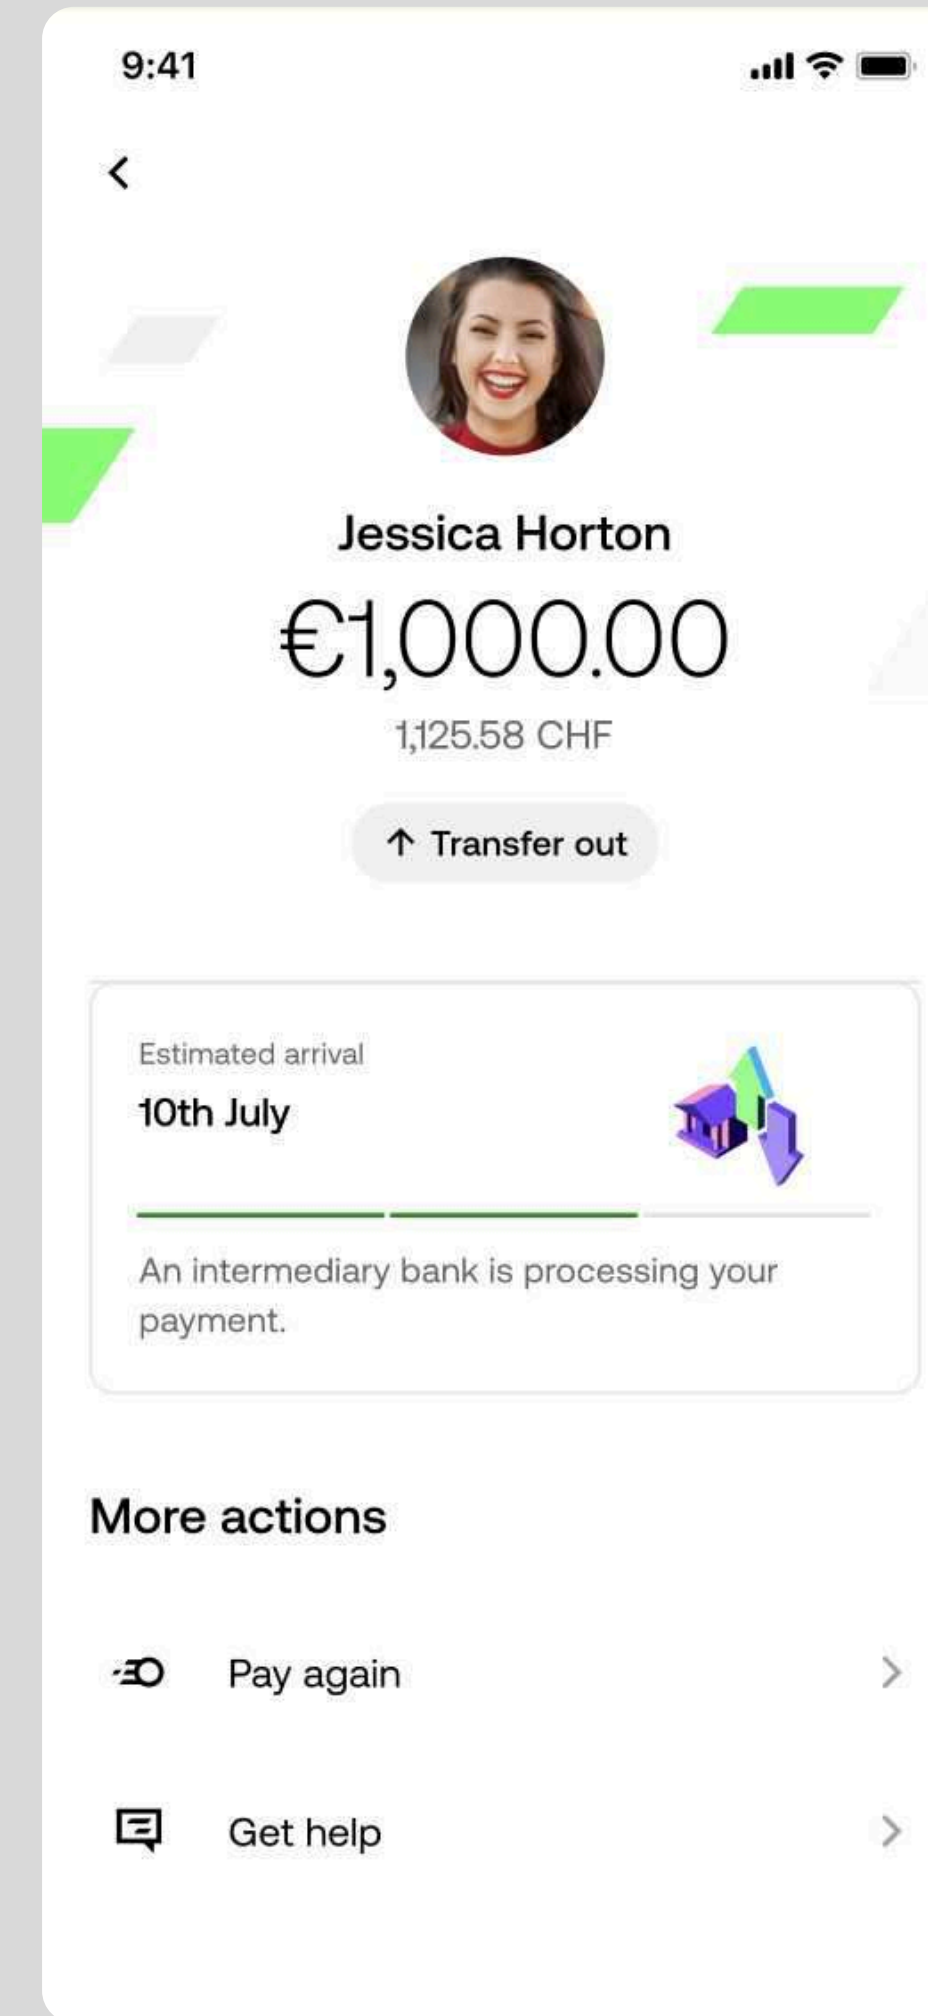 9:41
Jessica Horton
€1,000.00
1,125.58 CHF
↑ Transfer out
Estimated arrival
10th July
An intermediary bank is processing your
payment.
More actions
Pay again
Get help